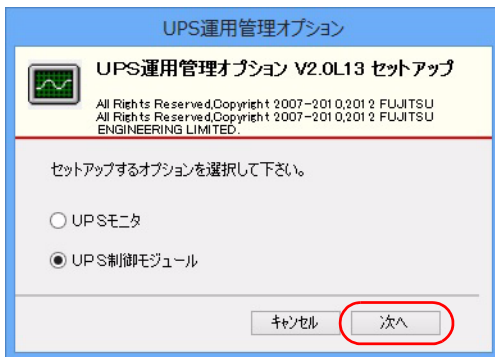 UPS運用管理オプション
UPS運用管理オプション V2.0L13 セットアップ
All Rights Reserved,Copyright 2007-2010,2012 FUJITSU
All Rights Reserved,Copyright 2007-2010,2012 FUJITSU
ENGINEERING LIMITED.
セットアップするオプションを選択して下さい。
UPSモニタ
UPS制御モジュール
キャンセル
次へ